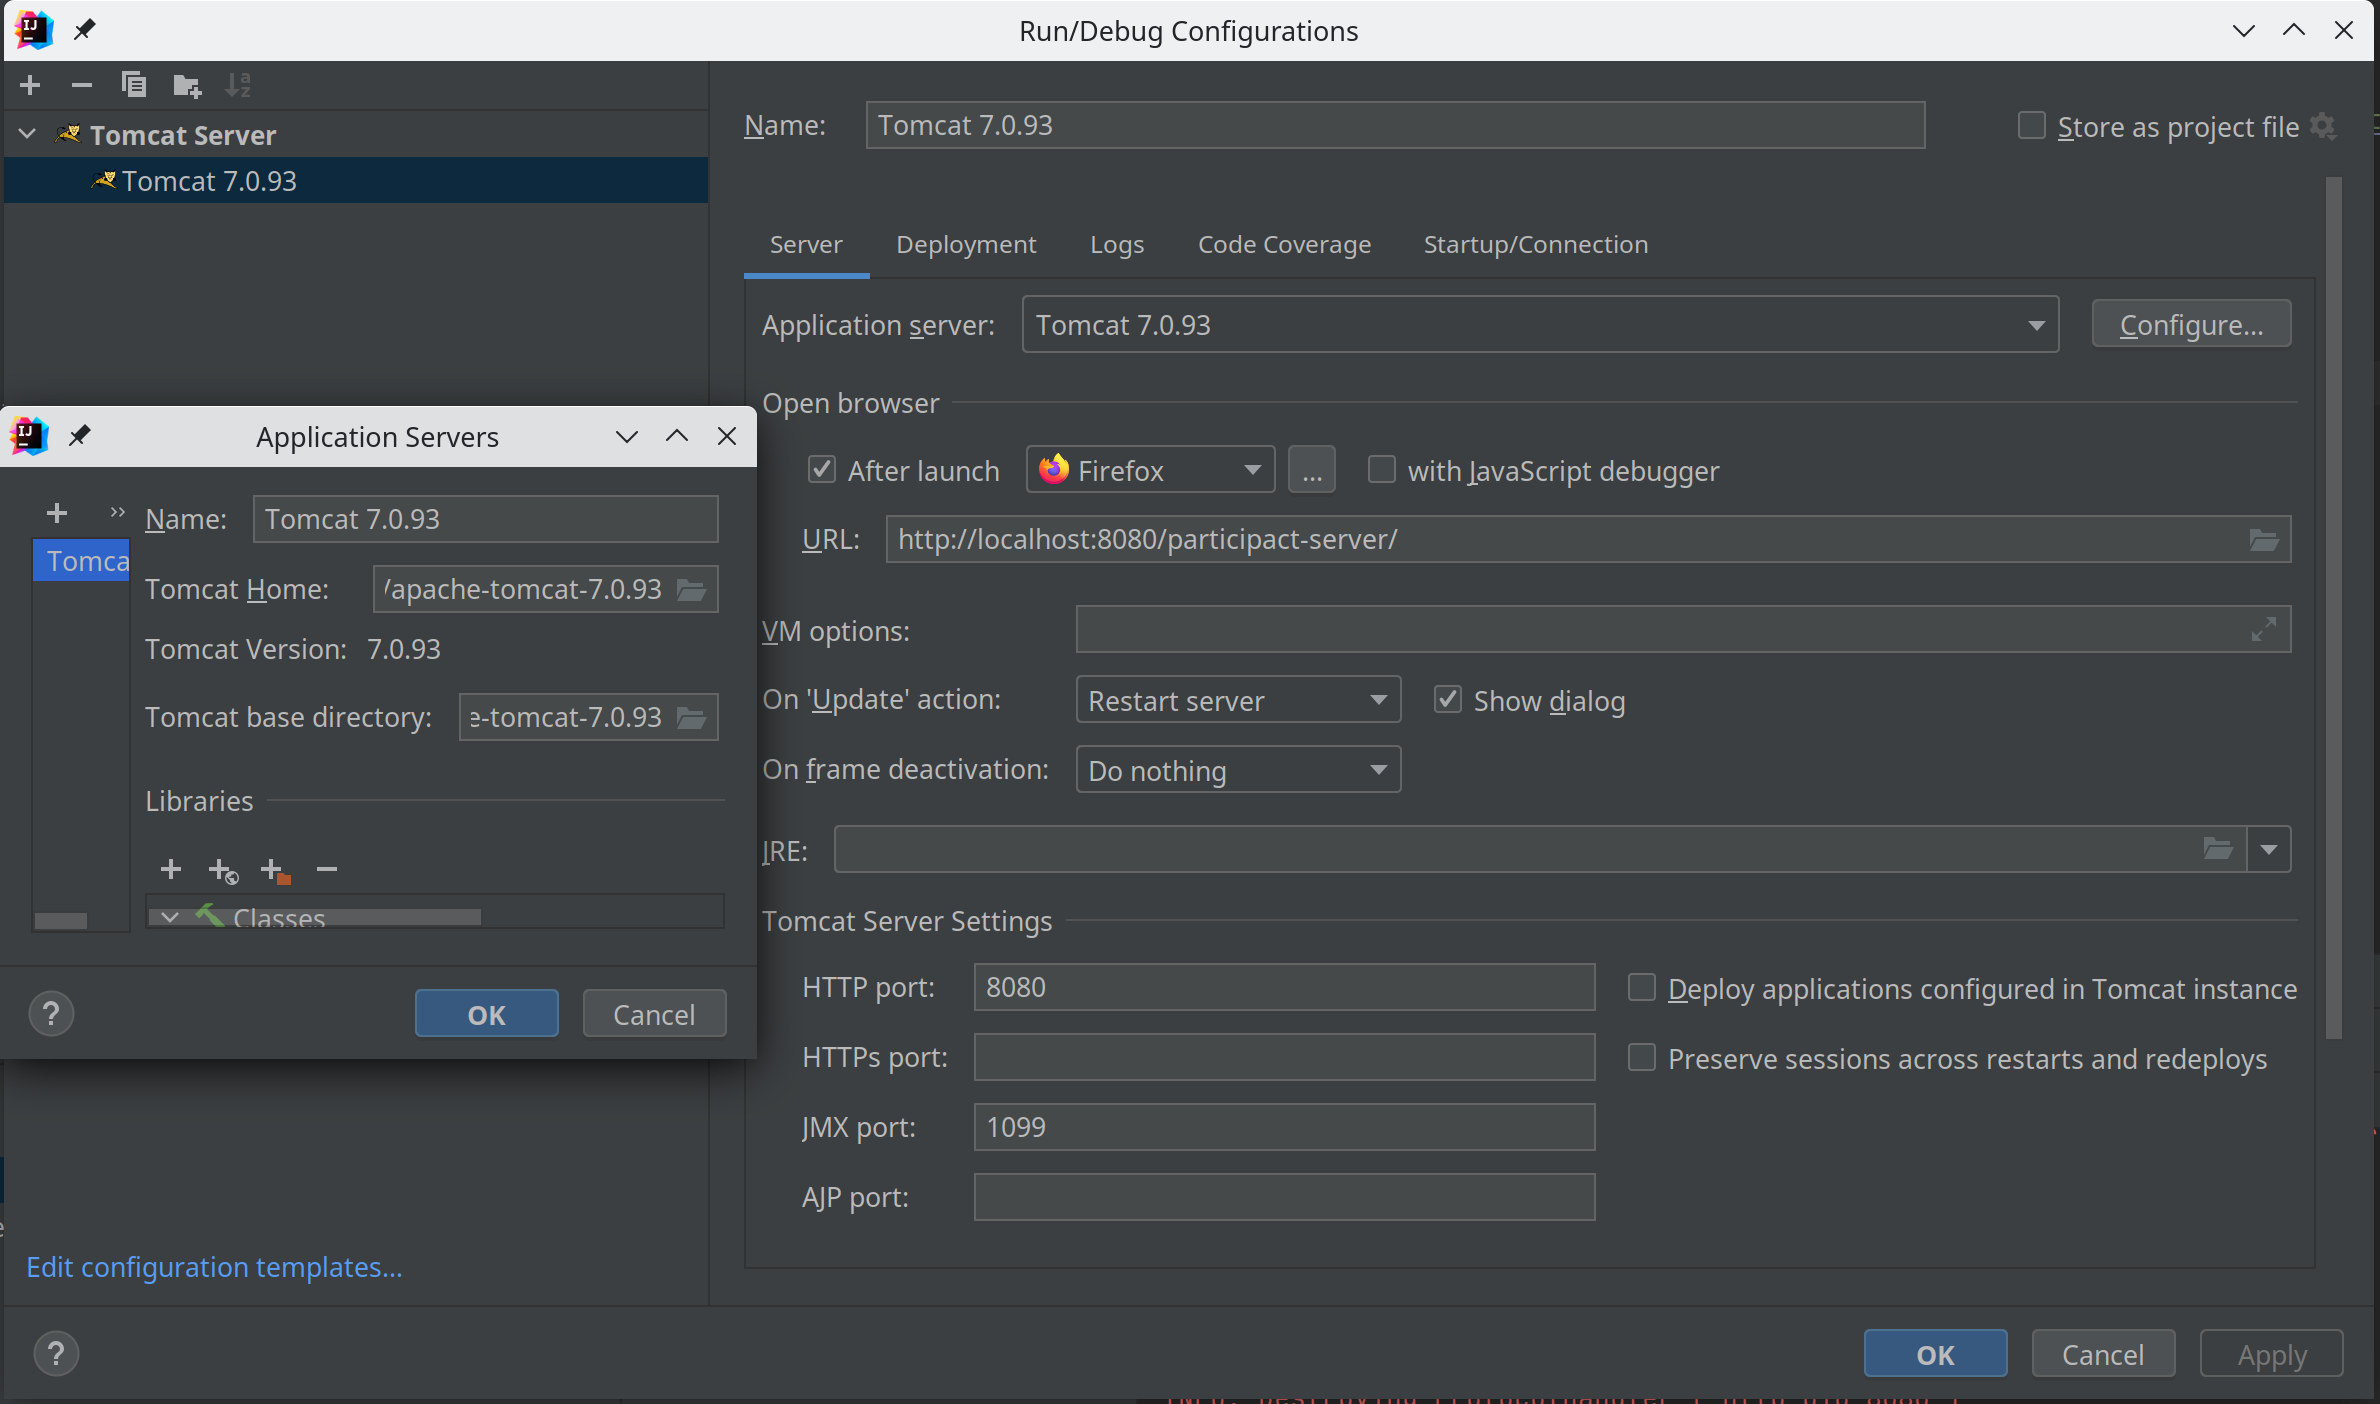 Run/Debug Configurations
Tomcat Server
Tomcat 7.0.93
Name: Tomcat 7.0.93
Store as project file
Server Deployment Logs Code Coverage Startup/Connection
Application server: Tomcat 7.0.93 Configure...
Open browser
After launch Firefox ... with JavaScript debugger
URL: http://localhost:8080/participact-server/
VM options:
On 'Update' action: Restart server Show dialog
On frame deactivation: Do nothing
JRE:
Tomcat Server Settings
HTTP port: 8080 Deploy applications configured in Tomcat instance
HTTPs port: Preserve sessions across restarts and redeploys
JMX port: 1099
AJP port:
Application Servers
Tomca
Name: Tomcat 7.0.93
Tomcat Home: /apache-tomcat-7.0.93
Tomcat Version: 7.0.93
Tomcat base directory: e-tomcat-7.0.93
Libraries
Classes
? OK Cancel
Edit configuration templates...
? OK Cancel Apply